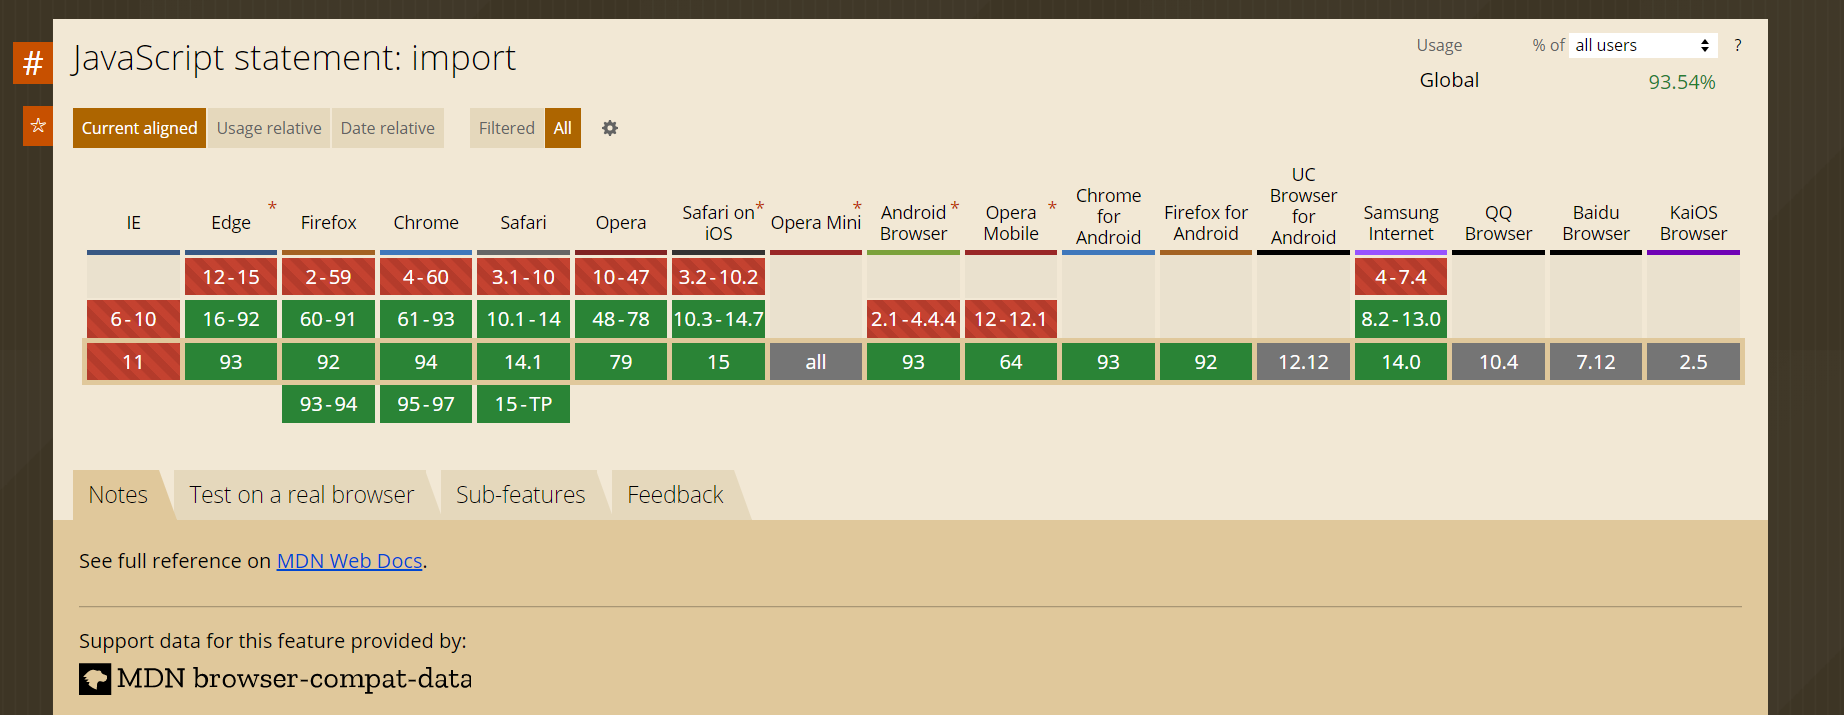 #
JavaScript statement: import
Usage % of all users ?
Global 93.54%
☆
Current aligned Usage relative Date relative Filtered All
IE Edge * Firefox Chrome Safari Opera Safari on iOS * Opera Mini * Android Browser * Opera Mobile * Chrome for Android Firefox for Android UC Browser for Android Samsung Internet QQ Browser Baidu Browser KaiOS Browser
12-15 2-59 4-60 3.1-10 10-47 3.2-10.2 4-7.4
6-10 16-92 60-91 61-93 10.1-14 48-78 10.3-14.7 2.1-4.4.4 12-12.1 8.2-13.0
11 93 92 94 14.1 79 15 all 93 64 93 92 12.12 14.0 10.4 7.12 2.5
93-94 95-97 15-TP
Notes Test on a real browser Sub-features Feedback
See full reference on MDN Web Docs.
Support data for this feature provided by:
MDN browser-compat-data